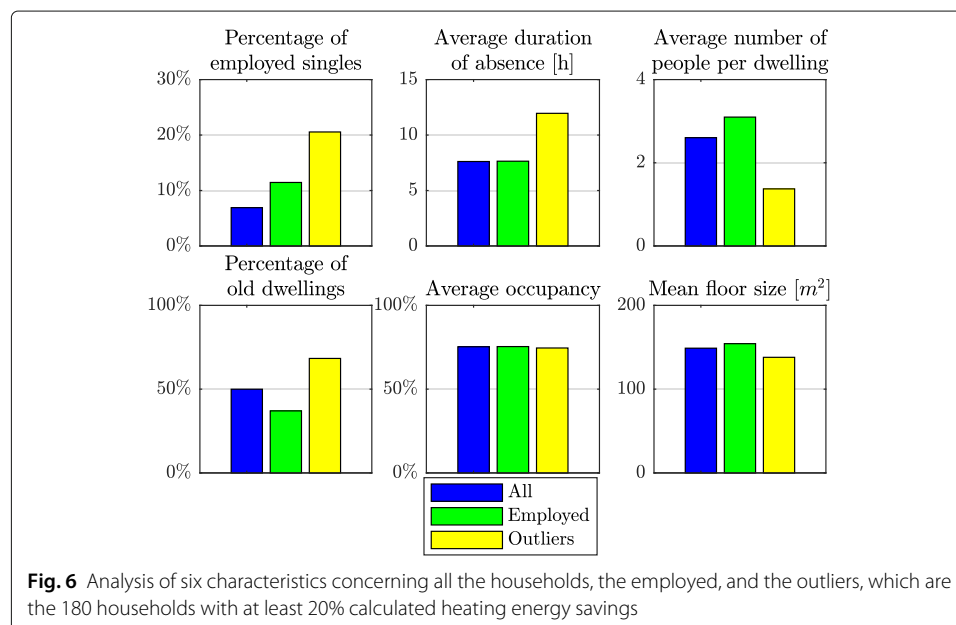 Percentage of
employed singles
30%
20%
10%
0%
Average duration
of absence [h]
15
10
5
0
Average number of
people per dwelling
4
2
0
Percentage of
old dwellings
100%
50%
0%
Average occupancy
100%
50%
0%
Mean floor size [m²]
200
100
0
All
Employed
Outliers
Fig. 6 Analysis of six characteristics concerning all the households, the employed, and the outliers, which are
the 180 households with at least 20% calculated heating energy savings